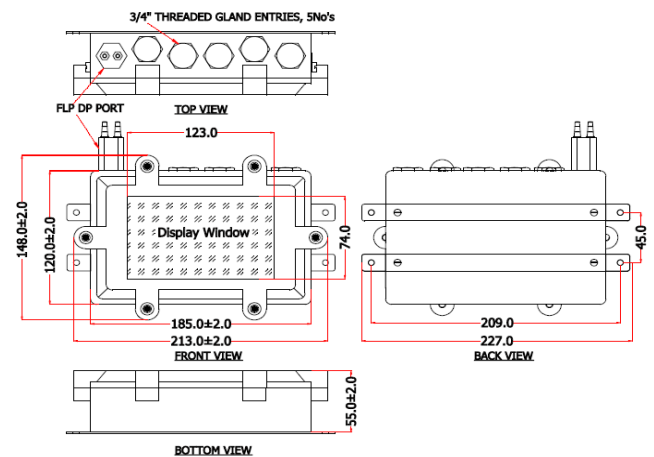 3/4" THREADED GLAND ENTRIES, 5No's
FLP DP PORT
TOP VIEW
123.0
148.0±2.0
120.0±2.0
Display Window
74.0
45.0
185.0±2.0
213.0±2.0
FRONT VIEW
209.0
227.0
BACK VIEW
55.0±2.0
BOTTOM VIEW